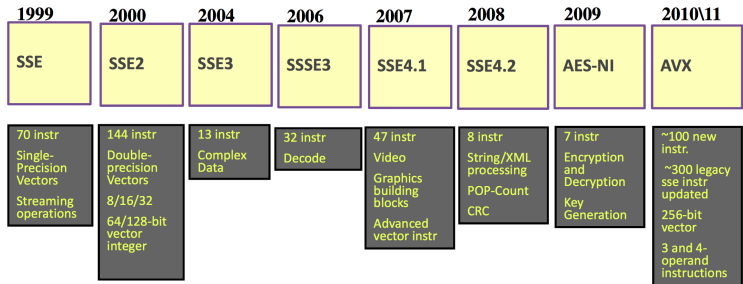 1999
2000
2004
2006
2007
2008
2009
2010\11
SSE
SSE2
SSE3
SSSE3
SSE4.1
SSE4.2
AES-NI
AVX
70 instr
Single-
Precision
Vectors
Streaming
operations
144 instr
Double-
precision
Vectors
8/16/32
64/128-bit
vector
integer
13 instr
Complex
Data
32 instr
Decode
47 instr
Video
Graphics
building
blocks
Advanced
vector instr
8 instr
String/XML
processing
POP-Count
CRC
7 instr
Encryption
and
Decryption
Key
Generation
~100 new
instr.
~300 legacy
sse instr
updated
256-bit
vector
3 and 4-
operand
instructions